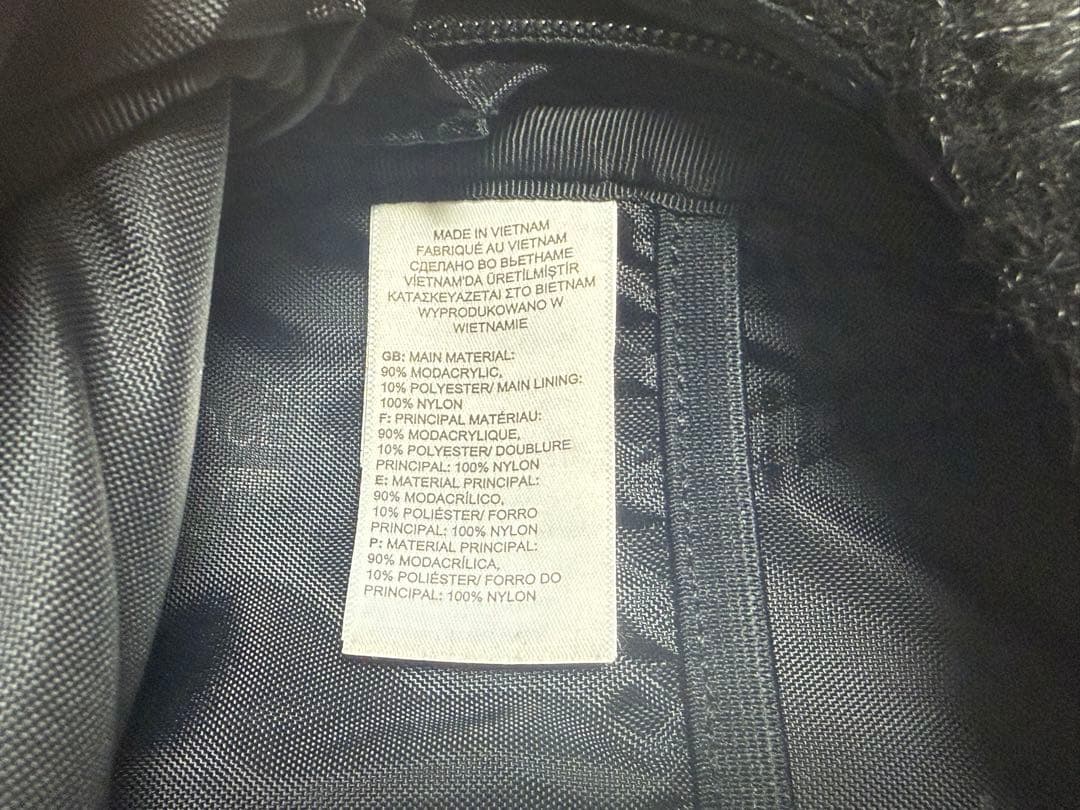 MADE IN VIETNAM
FABRIQUÉ AU VIETNAM
СДЕЛАНО ВО ВЬЕТНАМЕ
VİETNAM'DA ÜRETİLMİŞTİR
ΚΑΤΑΣΚΕΥΑΖΕΤΑΙ ΣΤΟ ΒΙΕΤΝΑΜ
WYPRODUKOWANO W
WIETNAMIE
GB: MAIN MATERIAL:
90% MODACRYLIC,
10% POLYESTER/ MAIN LINING:
100% NYLON
F: PRINCIPAL MATÉRIAU:
90% MODACRYLIQUE,
10% POLYESTER/ DOUBLURE
PRINCIPAL: 100% NYLON
E: MATERIAL PRINCIPAL:
90% MODACRÍLICO,
10% POLIÉSTER/ FORRO
PRINCIPAL: 100% NYLON
P: MATERIAL PRINCIPAL:
90% MODACRÍLICA,
10% POLIÉSTER/ FORRO DO
PRINCIPAL: 100% NYLON